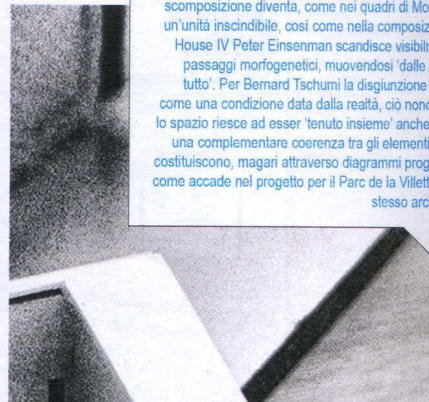 scomposizione diventa, come nei quadri di Mo
un'unità inscindibile, così come nella composiz
House IV Peter Einsenman scandisce visibilr
passaggi morfogenetici, muovendosi 'dalle
tutto'. Per Bernard Tschumi la disgiunzione
come una condizione data dalla realtà, ciò nono
lo spazio riesce ad esser 'tenuto insieme' anche
una complementare coerenza tra gli elementi
costituiscono, magari attraverso diagrammi prog
come accade nel progetto per il Parc de la Villett
stesso arc